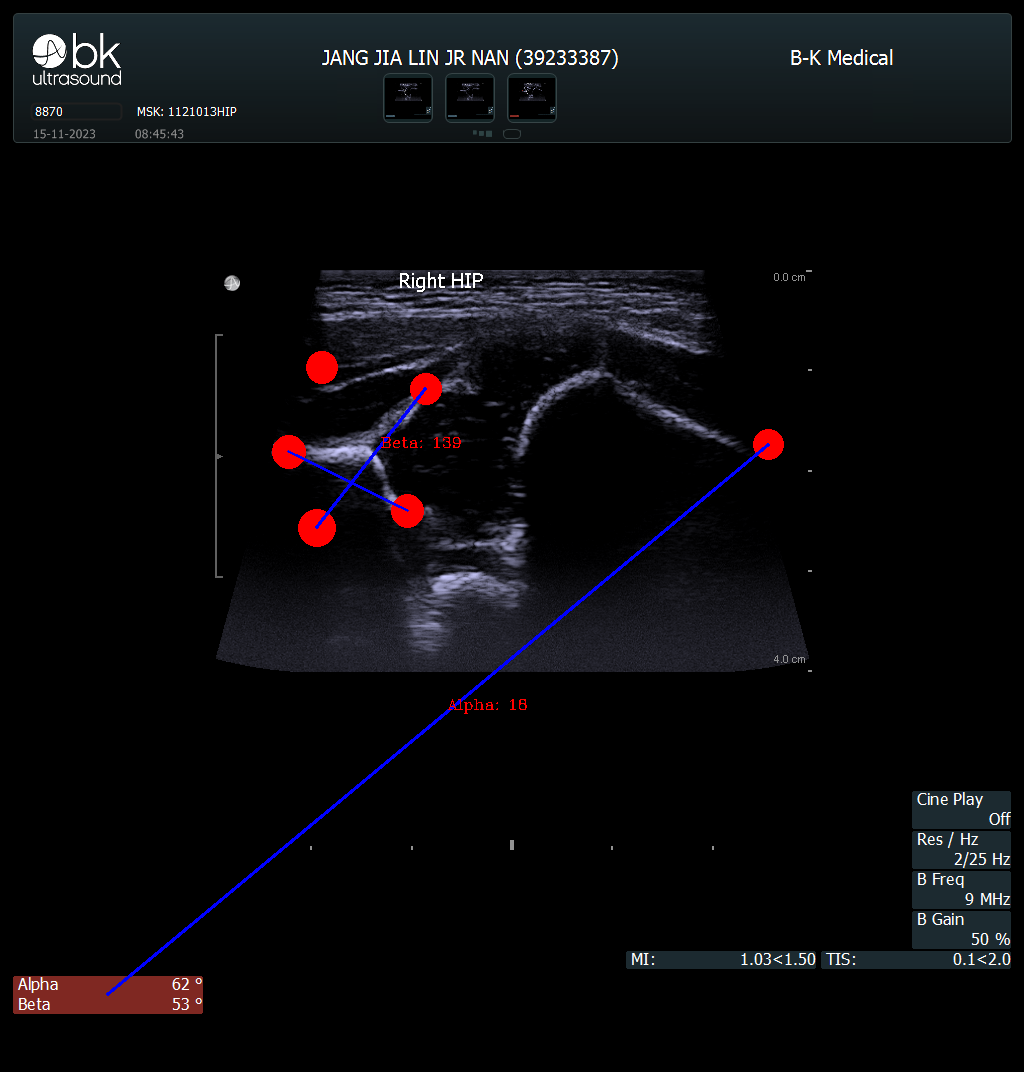 bk
ultrasound
JANG JIA LIN JR NAN (39233387)
B-K Medical
8870
MSK: 1121013HIP
15-11-2023
08:45:43
Right HIP
0.0 cm
Beta: 139
4.0 cm
Alpha: 18
Cine Play
Off
Res / Hz
2/25 Hz
B Freq
9 MHz
B Gain
50 %
MI: 1.03<1.50
TIS: 0.1<2.0
Alpha 62 º
Beta 53 º